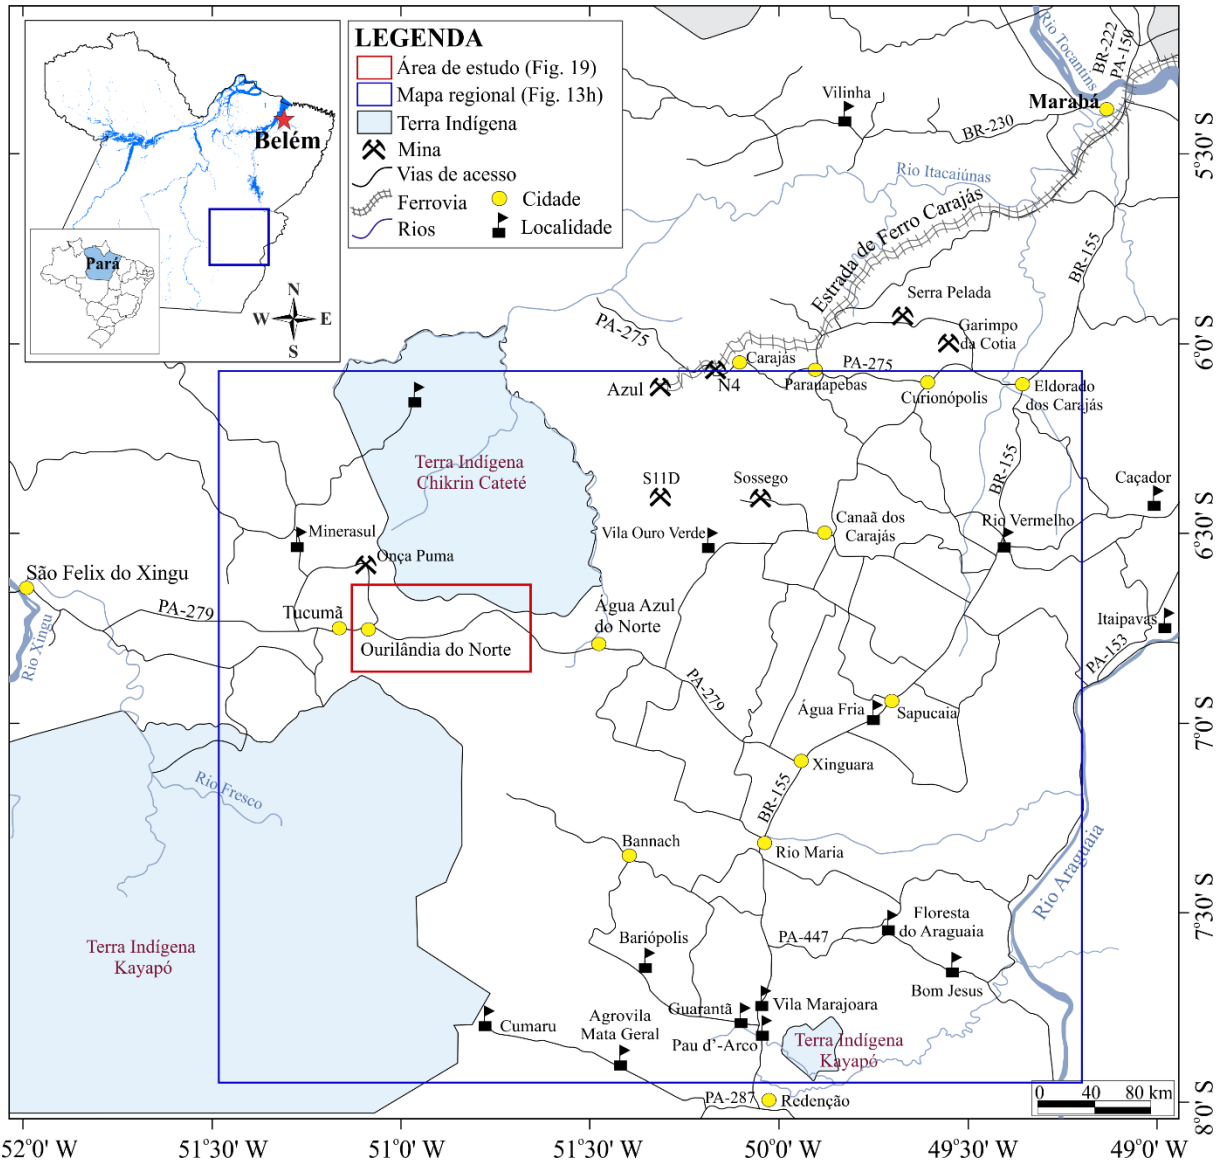 LEGENDA
Área de estudo (Fig. 19)
Mapa regional (Fig. 13h)
Terra Indígena
Mina
Vias de acesso
Ferrovia
Cidade
Rios
Localidade
Belém
Pará
N
W
E
S
Rio Tocantins
BR-222
PA-150
Marabá
Vilinha
BR-230
Rio Itacaiúnas
Estrada de Ferro Carajás
BR-155
Serra Pelada
Garimpo
da Cotia
PA-275
Carajás
PA-275
Azul
N4
Parauapebas
Curionópolis
Eldorado
dos Carajás
Terra Indígena
Chikrin Cateté
S11D
Sossego
BR-155
Caçador
Minerasul
Vila Ouro Verde
Canaã dos
Carajás
Rio Vermelho
Onça Puma
São Felix do Xingu
PA-279
Tucumã
Água Azul
do Norte
Itaipavas
Rio Xingu
Ourilândia do Norte
PA-153
PA-279
Água Fria
Sapucaia
Rio Fresco
Xinguara
BR-155
Bannach
Rio Maria
Rio Araguaia
Terra Indígena
Kayapó
Bariópolis
PA-447
Floresta
do Araguaia
Bom Jesus
Cumaru
Agrovila
Mata Geral
Guarantã
Vila Marajoara
Pau d'-Arco
Terra Indígena
Kayapó
PA-287
Redenção
0 40 80 km
5°30' S
6°0' S
6°30' S
7°0' S
7°30' S
8°0' S
52°0' W
51°30' W
51°0' W
50°30' W
50°0' W
49°30' W
49°0' W